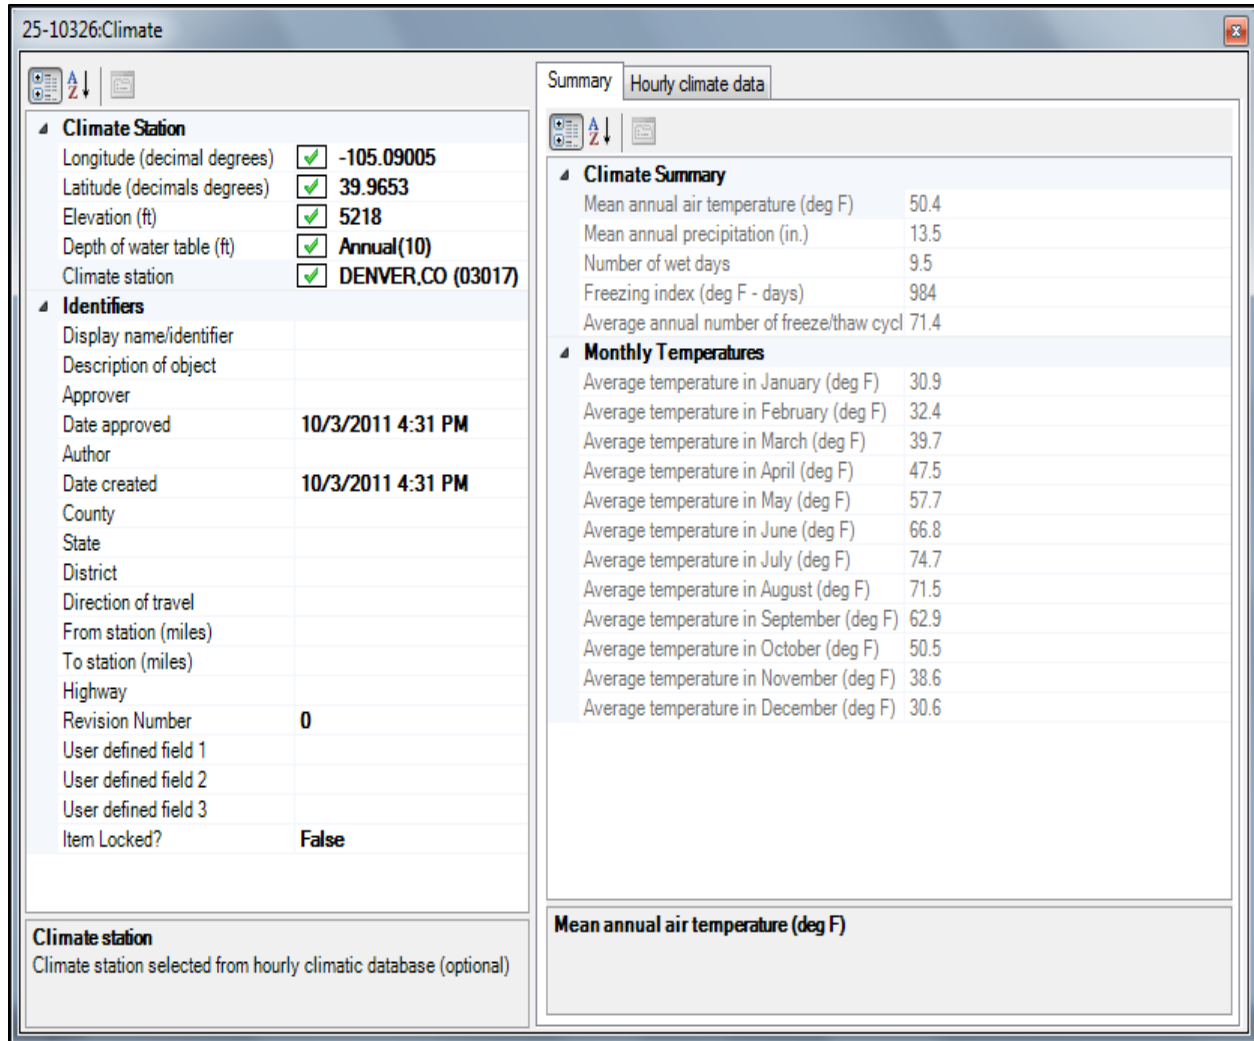 25-10326:Climate
Climate Station
Longitude (decimal degrees) -105.09005
Latitude (decimals degrees) 39.9653
Elevation (ft) 5218
Depth of water table (ft) Annual(10)
Climate station DENVER,CO (03017)
Identifiers
Display name/identifier
Description of object
Approver
Date approved 10/3/2011 4:31 PM
Author
Date created 10/3/2011 4:31 PM
County
State
District
Direction of travel
From station (miles)
To station (miles)
Highway
Revision Number 0
User defined field 1
User defined field 2
User defined field 3
Item Locked? False
Climate station
Climate station selected from hourly climatic database (optional)
Summary Hourly climate data
Climate Summary
Mean annual air temperature (deg F) 50.4
Mean annual precipitation (in.) 13.5
Number of wet days 9.5
Freezing index (deg F - days) 984
Average annual number of freeze/thaw cycl 71.4
Monthly Temperatures
Average temperature in January (deg F) 30.9
Average temperature in February (deg F) 32.4
Average temperature in March (deg F) 39.7
Average temperature in April (deg F) 47.5
Average temperature in May (deg F) 57.7
Average temperature in June (deg F) 66.8
Average temperature in July (deg F) 74.7
Average temperature in August (deg F) 71.5
Average temperature in September (deg F) 62.9
Average temperature in October (deg F) 50.5
Average temperature in November (deg F) 38.6
Average temperature in December (deg F) 30.6
Mean annual air temperature (deg F)